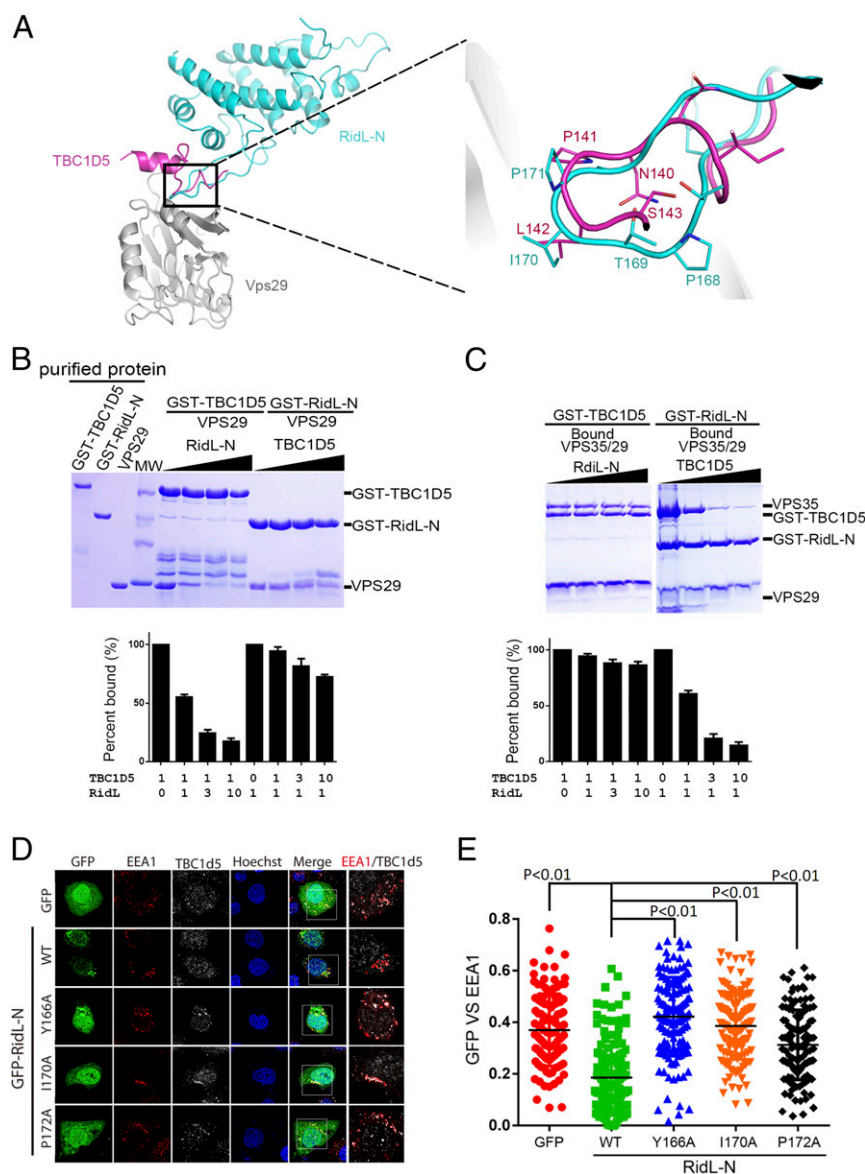 A
RidL-N
TBC1D5
Vps29
P141
P171
N140
S143
L142
I170
T169
P168
B
purified protein
GST-TBC1D5
GST-RidL-N
VPS29
MW
GST-TBC1D5 GST-RidL-N
VPS29 VPS29
RidL-N TBC1D5
GST-TBC1D5
GST-RidL-N
VPS29
Percent bound (%)
100
50
0
TBC1D5 1 1 1 1 0 1 3 10
RidL 0 1 3 10 1 1 1 1
C
GST-TBC1D5 GST-RidL-N
Bound Bound
VPS35/29 VPS35/29
RdiL-N TBC1D5
VPS35
GST-TBC1D5
GST-RidL-N
VPS29
Percent bound (%)
100
50
0
TBC1D5 1 1 1 1 0 1 3 10
RidL 0 1 3 10 1 1 1 1
D
GFP EEA1 TBC1d5 Hoechst Merge EEA1/TBC1d5
GFP
GFP-RidL-N
WT
Y166A
I170A
P172A
E
P<0.01
P<0.01
P<0.01
P<0.01
GFP VS EEA1
0.8
0.6
0.4
0.2
0.0
GFP WT Y166A I170A P172A
RidL-N